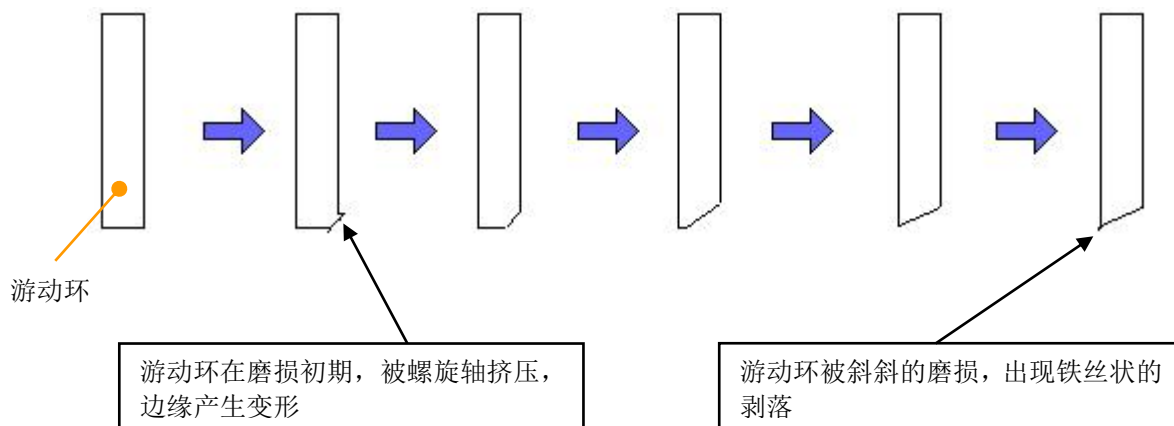 游动环
游动环在磨损初期，被螺旋轴挤压，
边缘产生变形
游动环被斜斜的磨损，出现铁丝状的
剥落